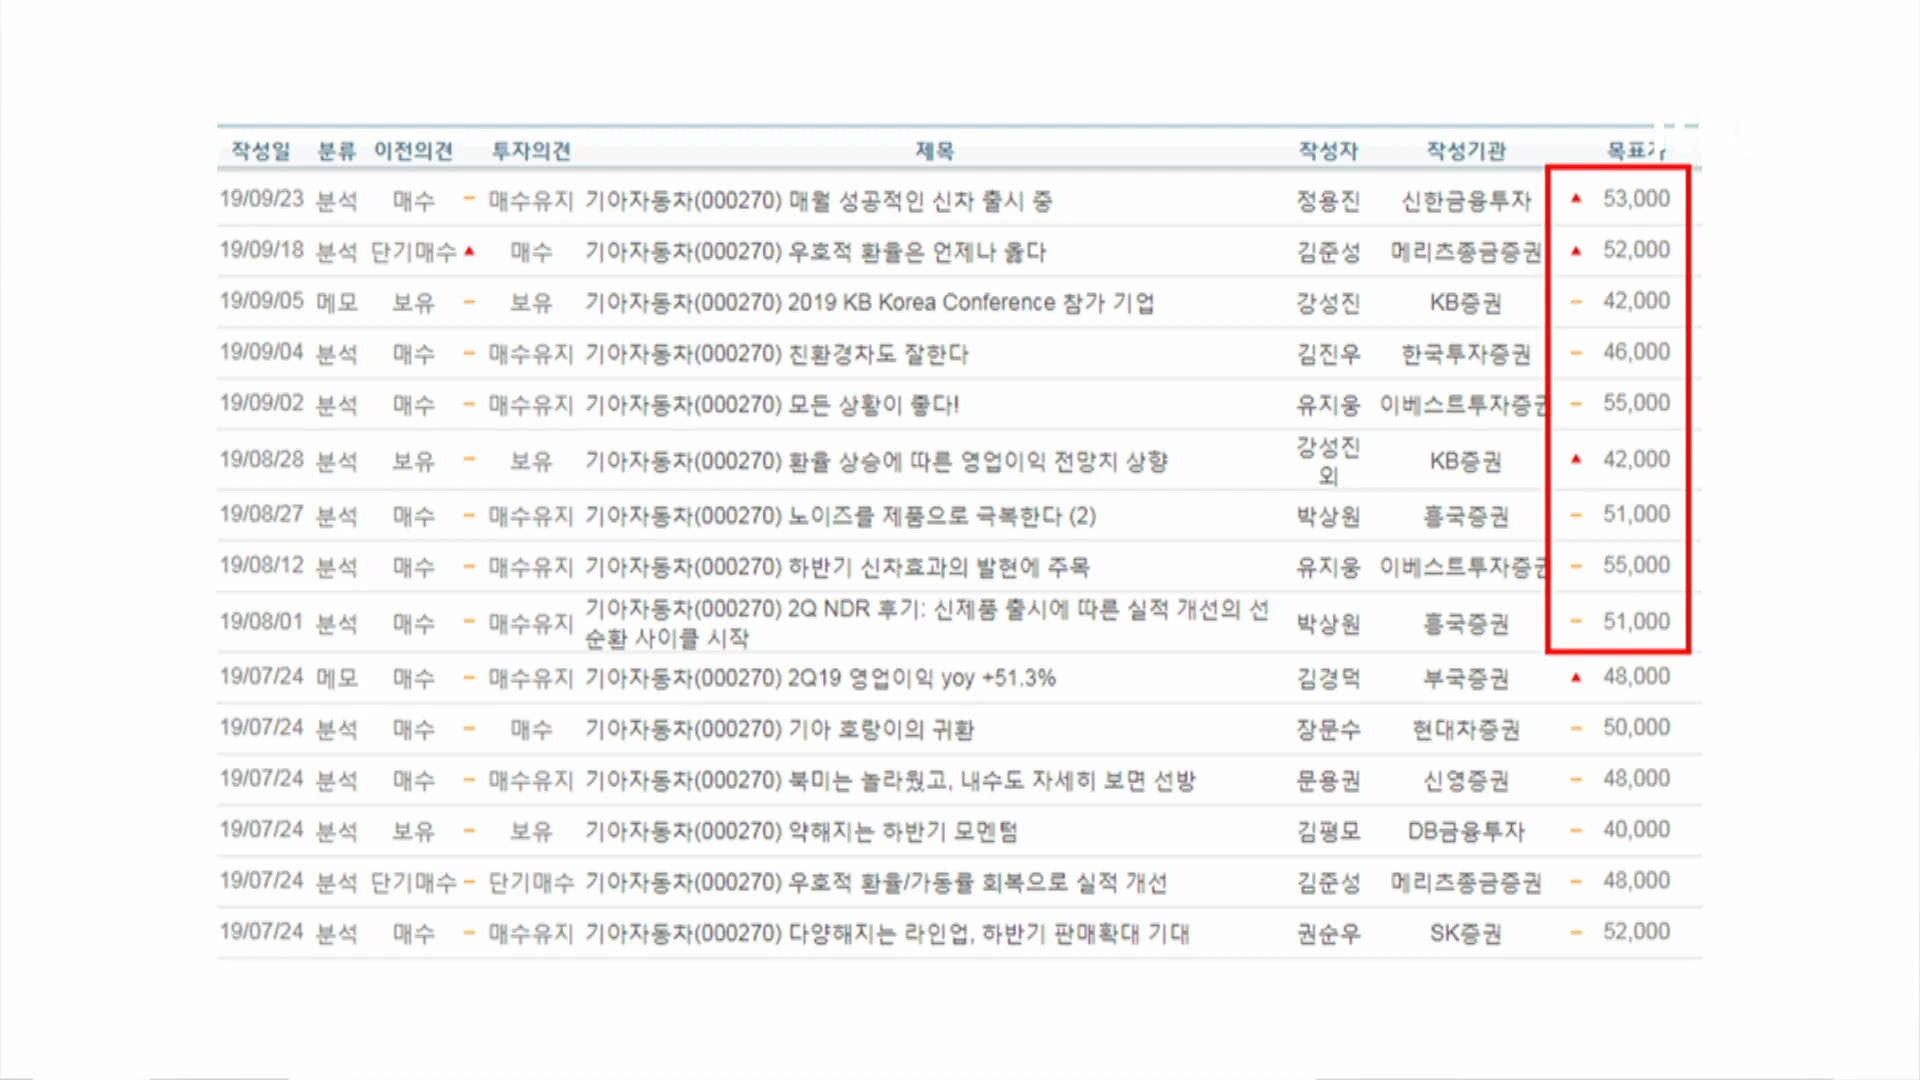 작성일 분류 이전의견 투자의견 제목 작성자 작성기관 목표가
19/09/23 분석 매수 - 매수유지 기아자동차(000270) 매월 성공적인 신차 출시 중 정용진 신한금융투자 ▲ 53,000
19/09/18 분석 단기매수 ▲ 매수 기아자동차(000270) 우호적 환율은 언제나 옳다 김준성 메리츠종금증권 ▲ 52,000
19/09/05 메모 보유 - 보유 기아자동차(000270) 2019 KB Korea Conference 참가 기업 강성진 KB증권 - 42,000
19/09/04 분석 매수 - 매수유지 기아자동차(000270) 친환경차도 잘한다 김진우 한국투자증권 - 46,000
19/09/02 분석 매수 - 매수유지 기아자동차(000270) 모든 상황이 좋다! 유지웅 이베스트투자증권 - 55,000
19/08/28 분석 보유 - 보유 기아자동차(000270) 환율 상승에 따른 영업이익 전망치 상향 강성진 외 KB증권 ▲ 42,000
19/08/27 분석 매수 - 매수유지 기아자동차(000270) 노이즈를 제품으로 극복한다 (2) 박상원 흥국증권 - 51,000
19/08/12 분석 매수 - 매수유지 기아자동차(000270) 하반기 신차효과의 발현에 주목 유지웅 이베스트투자증권 - 55,000
19/08/01 분석 매수 - 매수유지 기아자동차(000270) 2Q NDR 후기: 신제품 출시에 따른 실적 개선의 선
순환 사이클 시작 박상원 흥국증권 - 51,000
19/07/24 메모 매수 - 매수유지 기아자동차(000270) 2Q19 영업이익 yoy +51.3% 김경덕 부국증권 ▲ 48,000
19/07/24 분석 매수 - 매수 기아자동차(000270) 기아 호랑이의 귀환 장문수 현대차증권 - 50,000
19/07/24 분석 매수 - 매수유지 기아자동차(000270) 북미는 놀라웠고, 내수도 자세히 보면 선방 문용권 신영증권 - 48,000
19/07/24 분석 보유 - 보유 기아자동차(000270) 약해지는 하반기 모멘텀 김평모 DB금융투자 - 40,000
19/07/24 분석 단기매수 - 단기매수 기아자동차(000270) 우호적 환율/가동률 회복으로 실적 개선 김준성 메리츠종금증권 - 48,000
19/07/24 분석 매수 - 매수유지 기아자동차(000270) 다양해지는 라인업, 하반기 판매확대 기대 권순우 SK증권 - 52,000